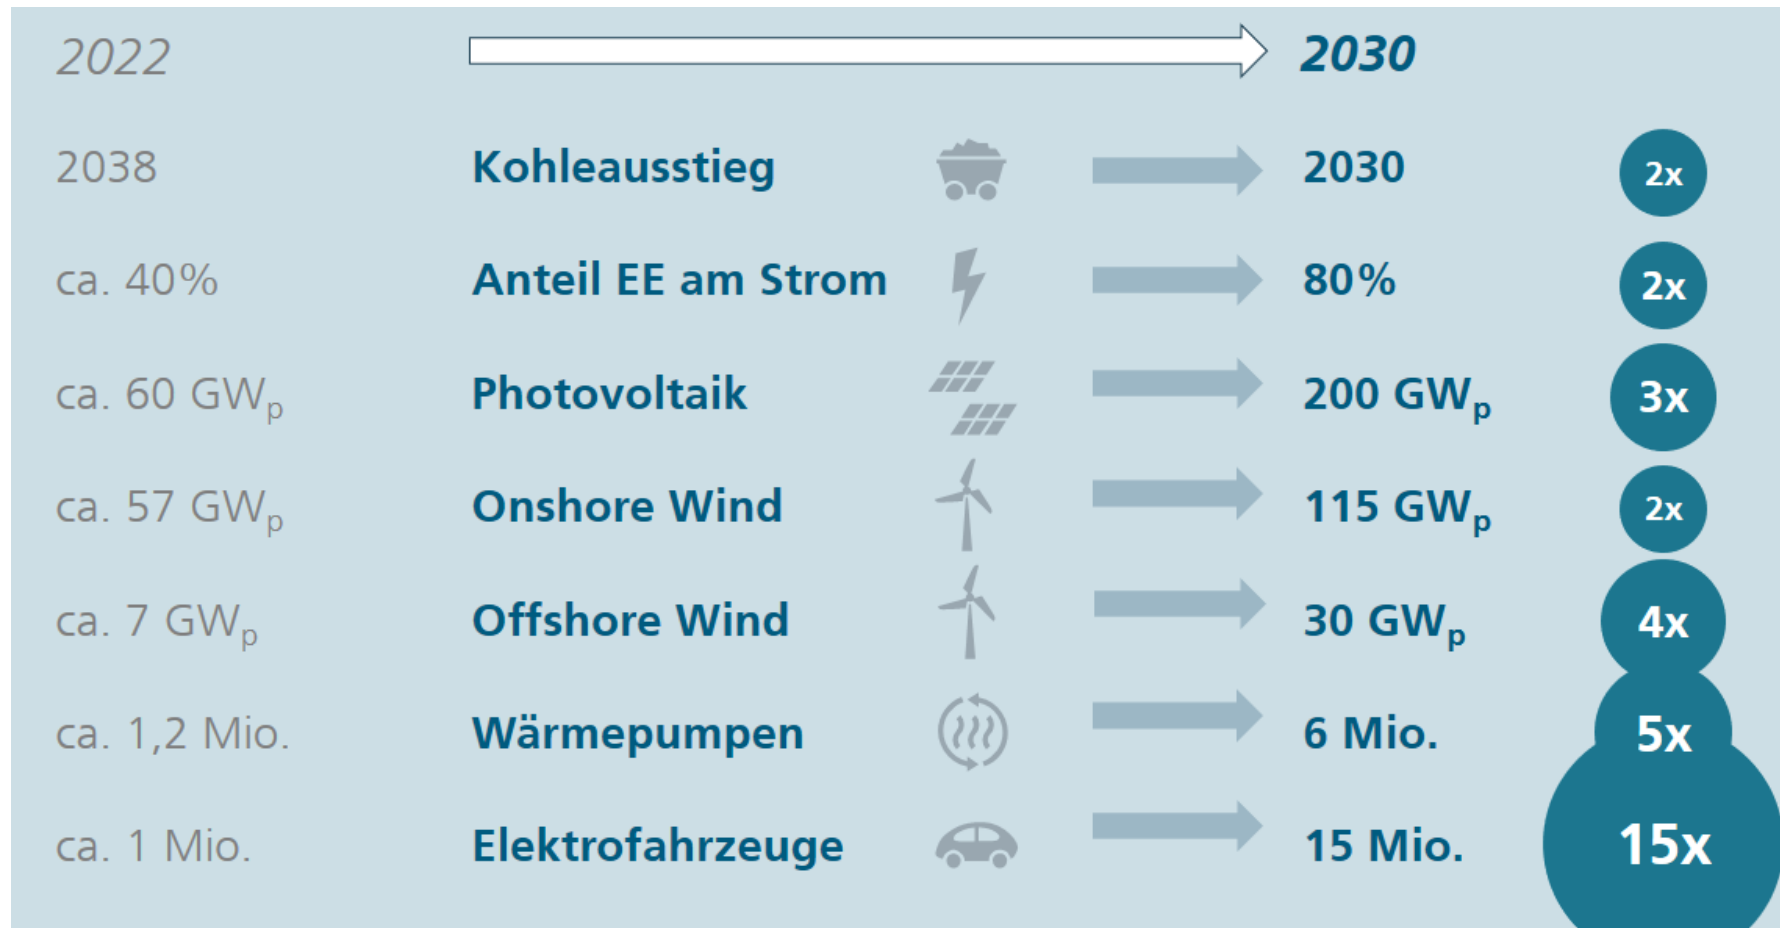 2022 2030
2038 Kohleausstieg 2030 2x
ca. 40% Anteil EE am Strom 80% 2x
ca. 60 GWp Photovoltaik 200 GWp 3x
ca. 57 GWp Onshore Wind 115 GWp 2x
ca. 7 GWp Offshore Wind 30 GWp 4x
ca. 1,2 Mio. Wärmepumpen 6 Mio. 5x
ca. 1 Mio. Elektrofahrzeuge 15 Mio. 15x